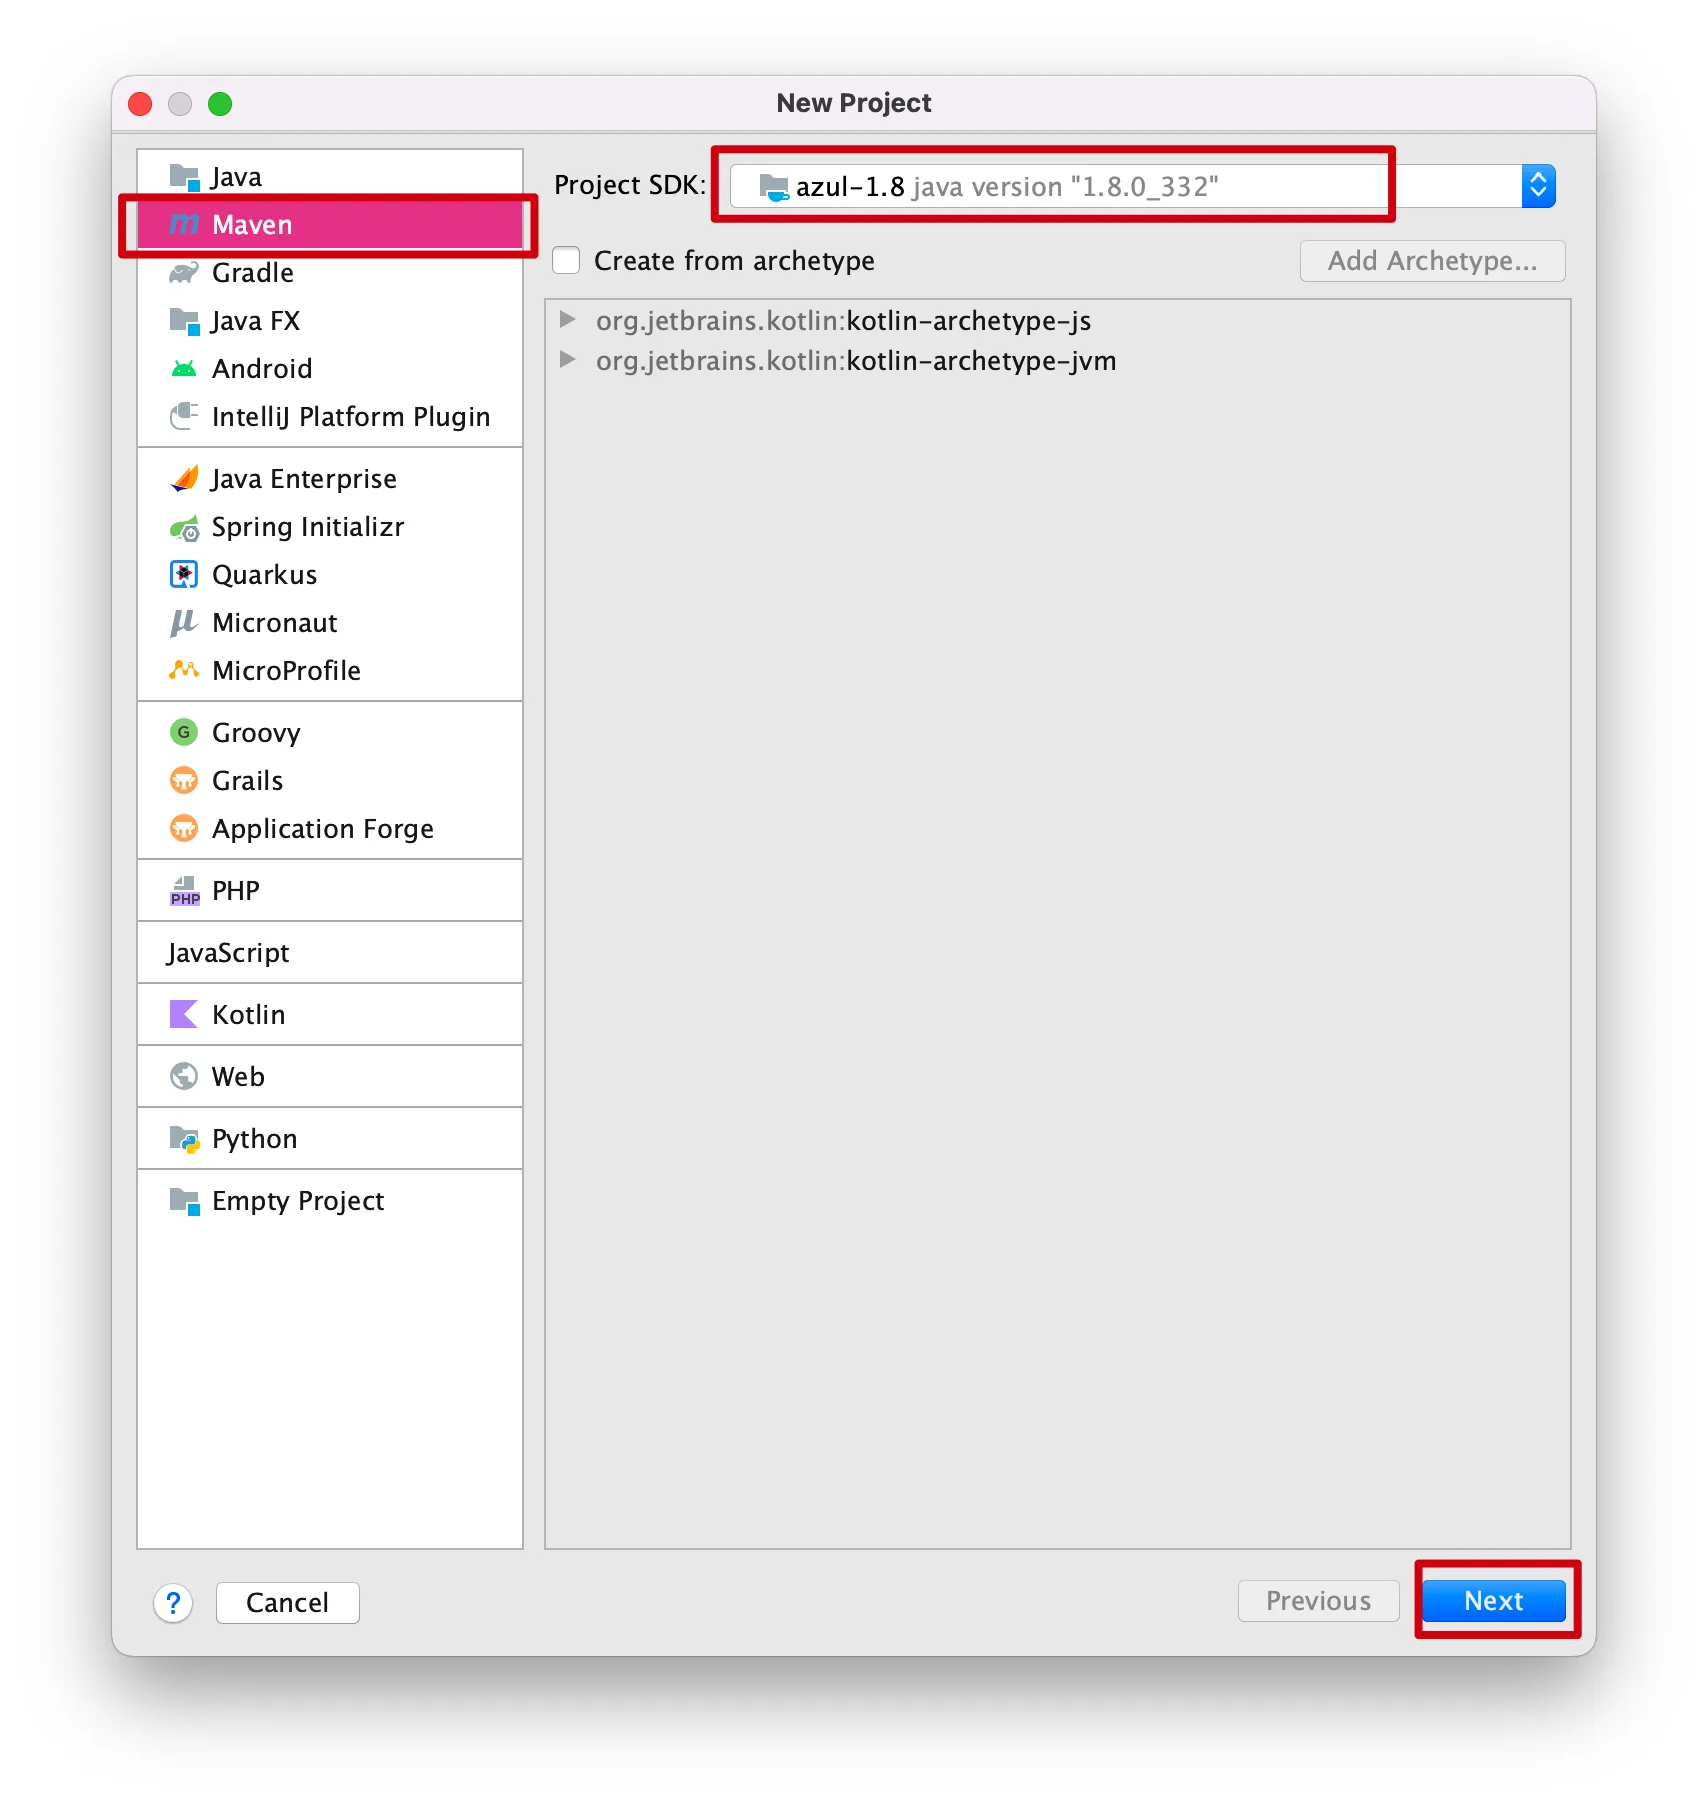 New Project
Java
Maven
Gradle
Java FX
Android
IntelliJ Platform Plugin
Java Enterprise
Spring Initializr
Quarkus
Micronaut
MicroProfile
G Groovy
Grails
Application Forge
PHP PHP
JavaScript
Kotlin
Web
Python
Empty Project
Project SDK: azul-1.8 java version "1.8.0_332"
Create from archetype
Add Archetype...
org.jetbrains.kotlin:kotlin-archetype-js
org.jetbrains.kotlin:kotlin-archetype-jvm
? Cancel
Previous
Next